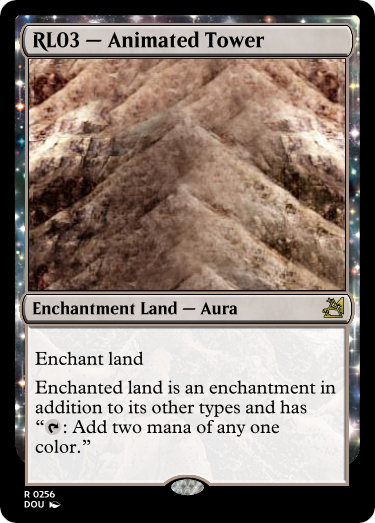 RL03 — Animated Tower
Enchantment Land — Aura
Enchant land
Enchanted land is an enchantment in
addition to its other types and has
“: Add two mana of any one
color.”
R 0256
DOU